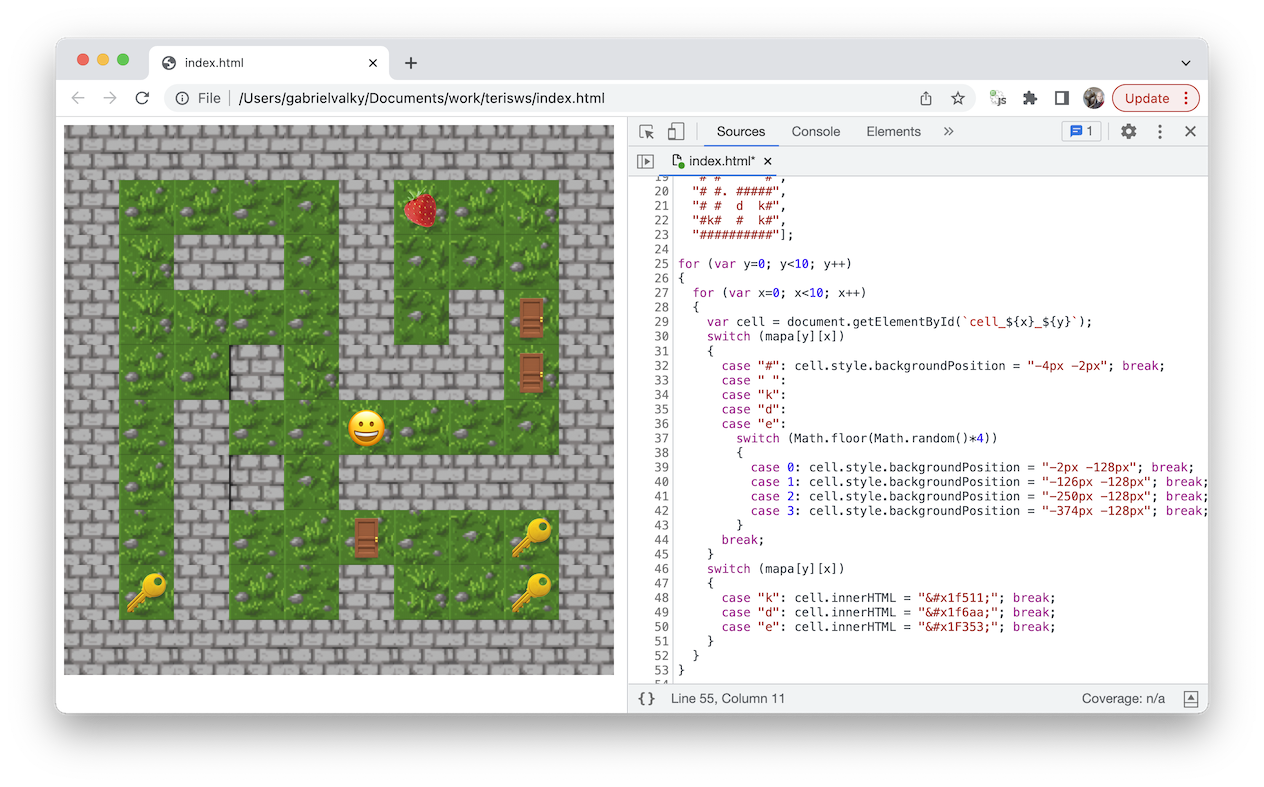 index.html
File /Users/gabrielvalky/Documents/work/terisws/index.html
js
Update
Sources Console Elements 1
index.html*
19 "# #      #",
20 "# #. #####",
21 "# #  d  k#",
22 "#k#  #  k#",
23 "##########"];
24
25 for (var y=0; y<10; y++)
26 {
27   for (var x=0; x<10; x++)
28   {
29     var cell = document.getElementById(`cell_${x}_${y}`);
30     switch (mapa[y][x])
31     {
32       case "#": cell.style.backgroundPosition = "-4px -2px"; break;
33       case " ":
34       case "k":
35       case "d":
36       case "e":
37         switch (Math.floor(Math.random()*4))
38         {
39           case 0: cell.style.backgroundPosition = "-2px -128px"; break;
40           case 1: cell.style.backgroundPosition = "-126px -128px"; break;
41           case 2: cell.style.backgroundPosition = "-250px -128px"; break;
42           case 3: cell.style.backgroundPosition = "-374px -128px"; break;
43         }
44       break;
45     }
46     switch (mapa[y][x])
47     {
48       case "k": cell.innerHTML = "&#x1f511;"; break;
49       case "d": cell.innerHTML = "&#x1f6aa;"; break;
50       case "e": cell.innerHTML = "&#x1F353;"; break;
51     }
52   }
53 }
54
{} Line 55, Column 11 Coverage: n/a